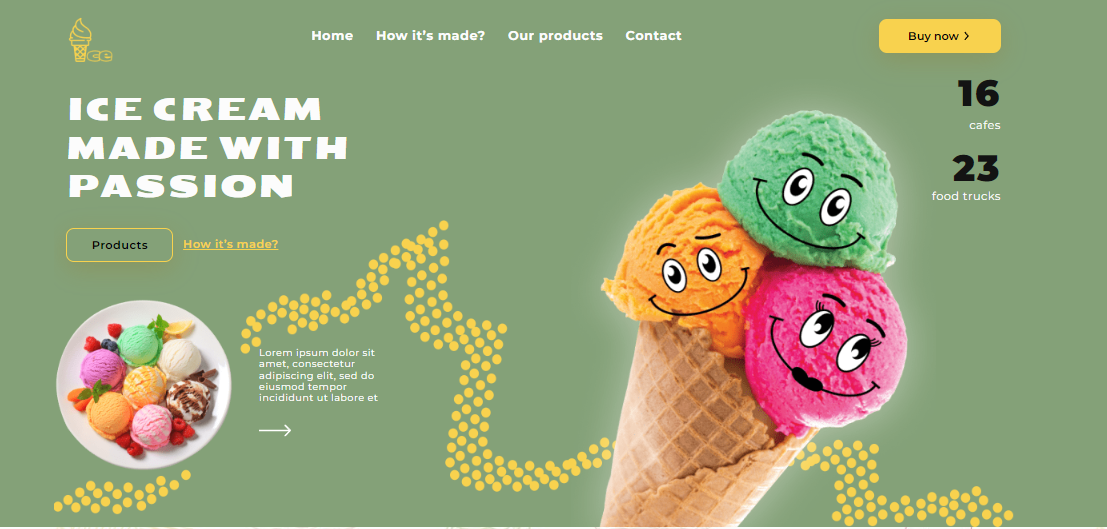 ce
Home
How it's made?
Our products
Contact
Buy now >
ICE CREAM
MADE WITH
PASSION
16
cafes
23
food trucks
Products
How it's made?
Lorem ipsum dolor sit
amet, consectetur
adipiscing elit, sed do
eiusmod tempor
incididunt ut labore et